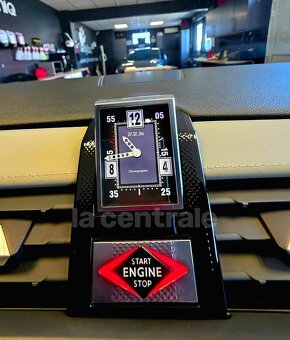 55
12
05
8
4
35
25
Chronographe
la centrale
START
ENGINE
STOP